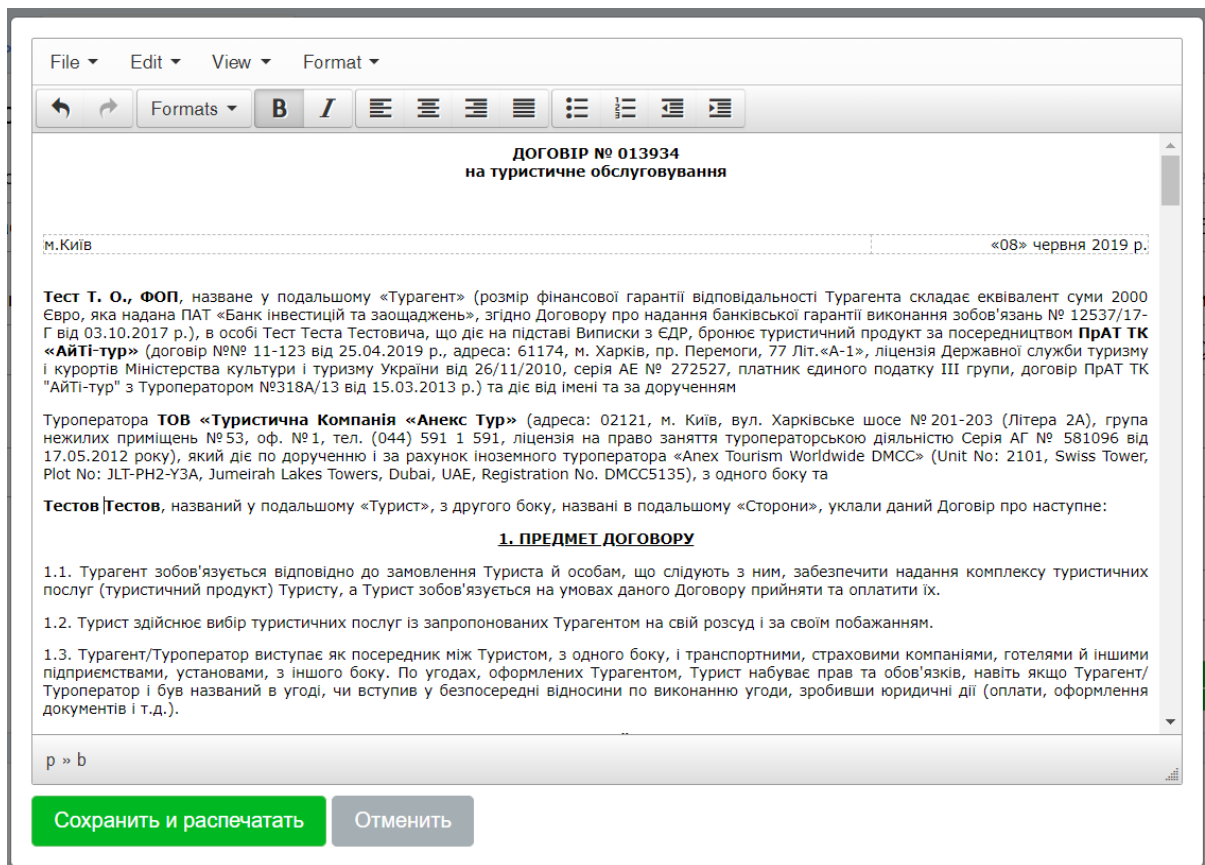 File Edit View Format
Formats B I
ДОГОВІР № 013934
на туристичне обслуговування
м.Київ «08» червня 2019 р.
Тест Т. О., ФОП, назване у подальшому «Турагент» (розмір фінансової гарантії відповідальності Турагента складає еквівалент суми 2000
Євро, яка надана ПАТ «Банк інвестицій та заощаджень», згідно Договору про надання банківської гарантії виконання зобов'язань № 12537/17-
Г від 03.10.2017 р.), в особі Тест Теста Тестовича, що діє на підставі Виписки з ЄДР, бронює туристичний продукт за посередництвом ПрАТ ТК
«АйТі-тур» (договір №№ 11-123 від 25.04.2019 р., адреса: 61174, м. Харків, пр. Перемоги, 77 Літ.«А-1», ліцензія Державної служби туризму
і курортів Міністерства культури і туризму України від 26/11/2010, серія АЕ № 272527, платник єдиного податку III групи, договір ПрАТ ТК
"АйТі-тур" з Туроператором №318А/13 від 15.03.2013 р.) та діє від імені та за дорученням
Туроператора ТОВ «Туристична Компанія «Анекс Тур» (адреса: 02121, м. Київ, вул. Харківське шосе № 201-203 (Літера 2А), група
нежилих приміщень № 53, оф. № 1, тел. (044) 591 1 591, ліцензія на право заняття туроператорською діяльністю Серія АГ № 581096 від
17.05.2012 року), який діє по дорученню і за рахунок іноземного туроператора «Anex Tourism Worldwide DMCC» (Unit No: 2101, Swiss Tower,
Plot No: JLT-PH2-Y3A, Jumeirah Lakes Towers, Dubai, UAE, Registration No. DMCC5135), з одного боку та
Тестов Тестов, названий у подальшому «Турист», з другого боку, названі в подальшому «Сторони», уклали даний Договір про наступне:
1. ПРЕДМЕТ ДОГОВОРУ
1.1. Турагент зобов'язується відповідно до замовлення Туриста й особам, що слідують з ним, забезпечити надання комплексу туристичних
послуг (туристичний продукт) Туристу, а Турист зобов'язується на умовах даного Договору прийняти та оплатити їх.
1.2. Турист здійснює вибір туристичних послуг із запропонованих Турагентом на свій розсуд і за своїм побажанням.
1.3. Турагент/Туроператор виступає як посередник між Туристом, з одного боку, і транспортними, страховими компаніями, готелями й іншими
підприємствами, установами, з іншого боку. По угодах, оформлених Турагентом, Турист набуває прав та обов'язків, навіть якщо Турагент/
Туроператор і був названий в угоді, чи вступив у безпосередні відносини по виконанню угоди, зробивши юридичні дії (оплати, оформлення
документів і т.д.).
p » b
Сохранить и распечатать Отменить